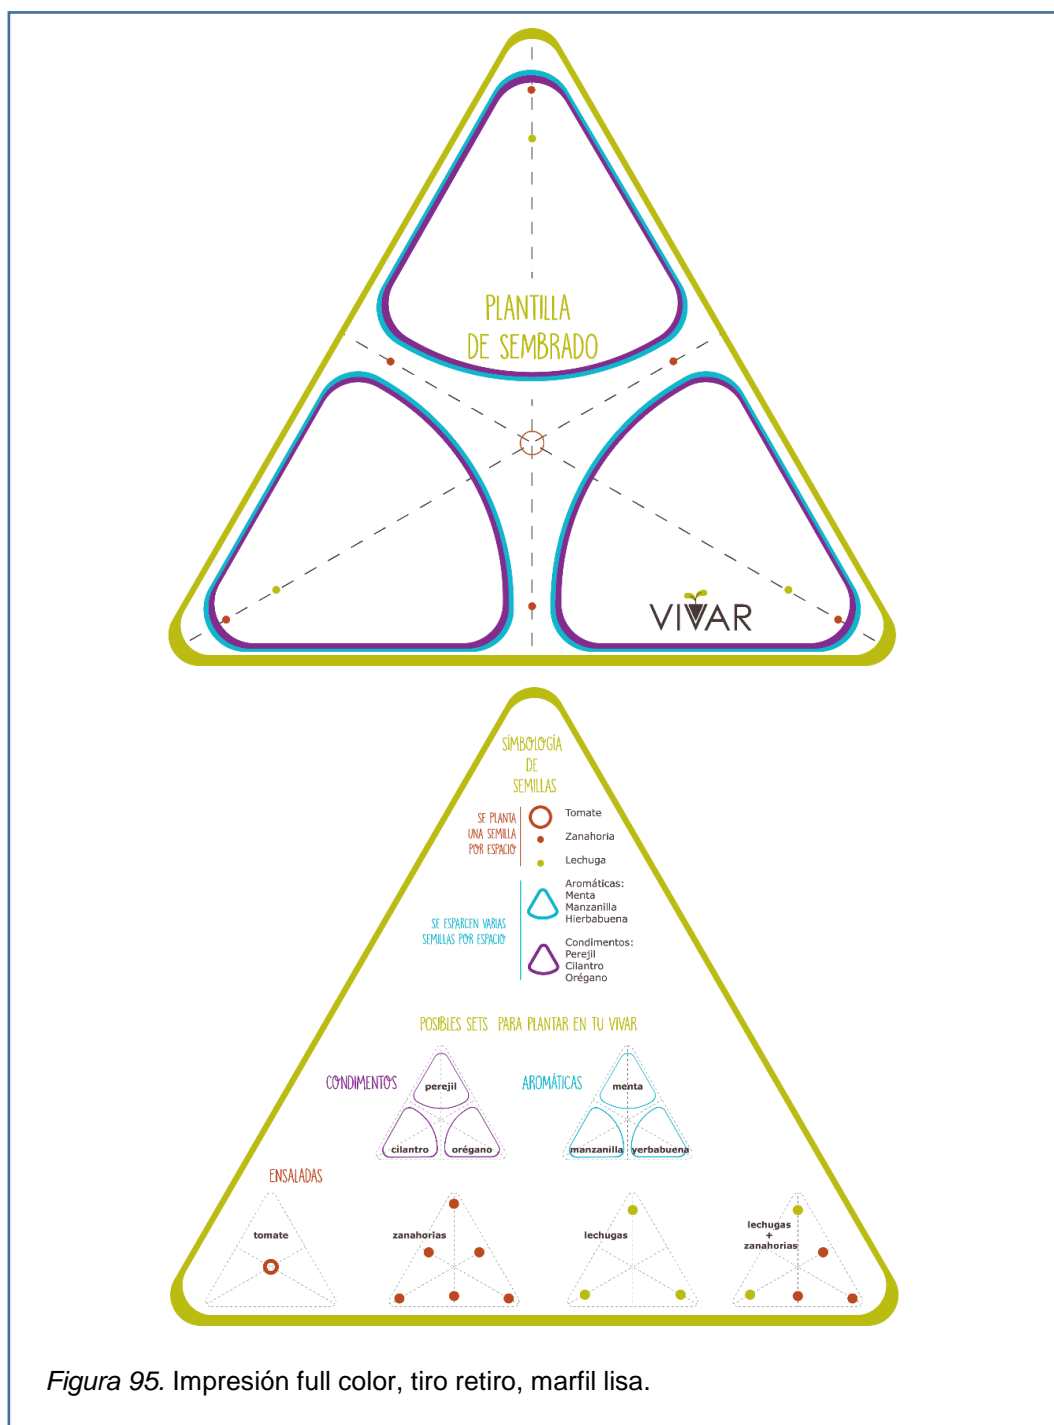 PLANTILLA
DE SEMBRADO
VIVAR
SIMBOLOGÍA
DE
SEMILLAS
SE PLANTA
UNA SEMILLA
POR ESPACIO
Tomate
Zanahoria
Lechuga
SE ESPARCEN VARIAS
SEMILLAS POR ESPACIO
Aromáticas:
Menta
Manzanilla
Hierbabuena
Condimentos:
Perejil
Cilantro
Orégano
POSIBLES SETS PARA PLANTAR EN TU VIVAR
CONDIMENTOS
perejil
cilantro
orégano
AROMÁTICAS
menta
manzanilla
yerbabuena
ENSALADAS
tomate
zanahorias
lechugas
lechugas
+
zanahorias
Figura 95. Impresión full color, tiro retiro, marfil lisa.